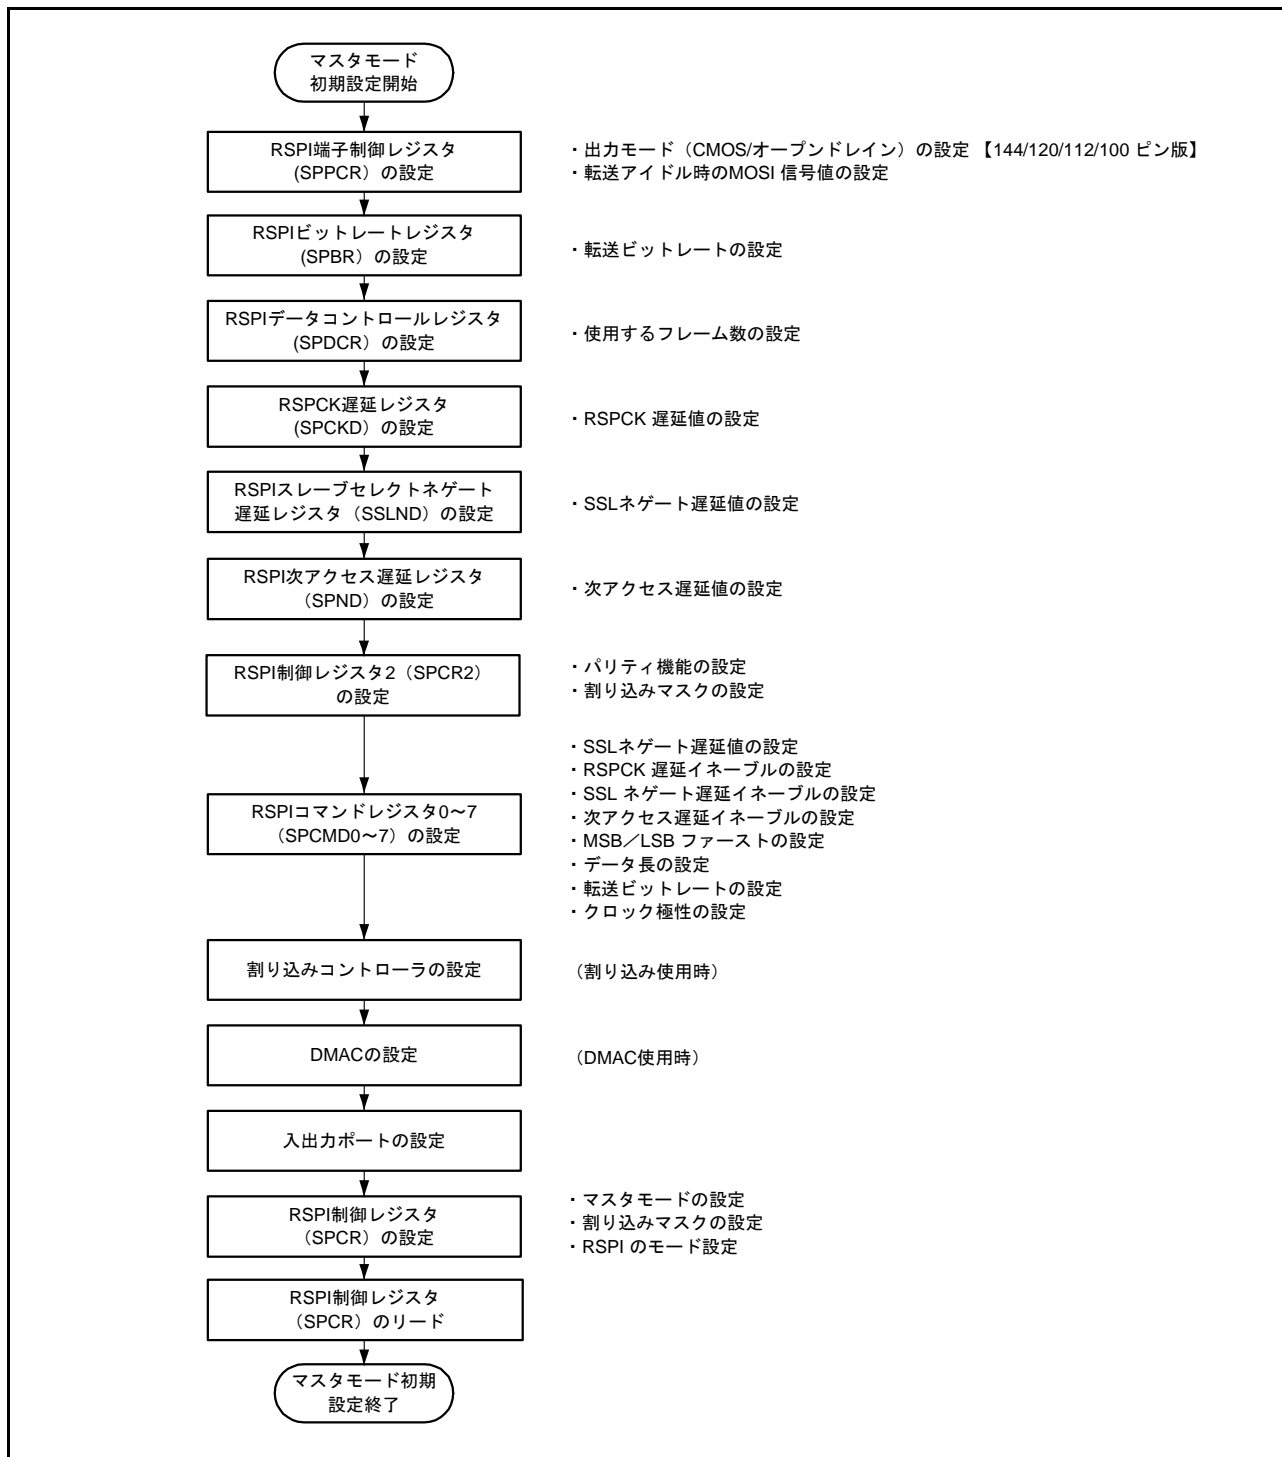 マスタモード
初期設定開始
RSPI端子制御レジスタ
(SPPCR）の設定
・出力モード（CMOS/オープンドレイン）の設定 【144/120/112/100 ピン版】
・転送アイドル時のMOSI 信号値の設定
RSPIビットレートレジスタ
(SPBR）の設定
・転送ビットレートの設定
RSPIデータコントロールレジスタ
(SPDCR）の設定
・使用するフレーム数の設定
RSPCK遅延レジスタ
(SPCKD）の設定
・RSPCK 遅延値の設定
RSPIスレーブセレクトネゲート
遅延レジスタ（SSLND）の設定
・SSLネゲート遅延値の設定
RSPI次アクセス遅延レジスタ
（SPND）の設定
・次アクセス遅延値の設定
RSPI制御レジスタ2（SPCR2）
の設定
・パリティ機能の設定
・割り込みマスクの設定
RSPIコマンドレジスタ0～7
（SPCMD0～7）の設定
・SSLネゲート遅延値の設定
・RSPCK 遅延イネーブルの設定
・SSL ネゲート遅延イネーブルの設定
・次アクセス遅延イネーブルの設定
・MSB／LSB ファーストの設定
・データ長の設定
・転送ビットレートの設定
・クロック極性の設定
割り込みコントローラの設定
（割り込み使用時）
DMACの設定
（DMAC使用時）
入出力ポートの設定
RSPI制御レジスタ
（SPCR）の設定
・マスタモードの設定
・割り込みマスクの設定
・RSPI のモード設定
RSPI制御レジスタ
（SPCR）のリード
マスタモード初期
設定終了